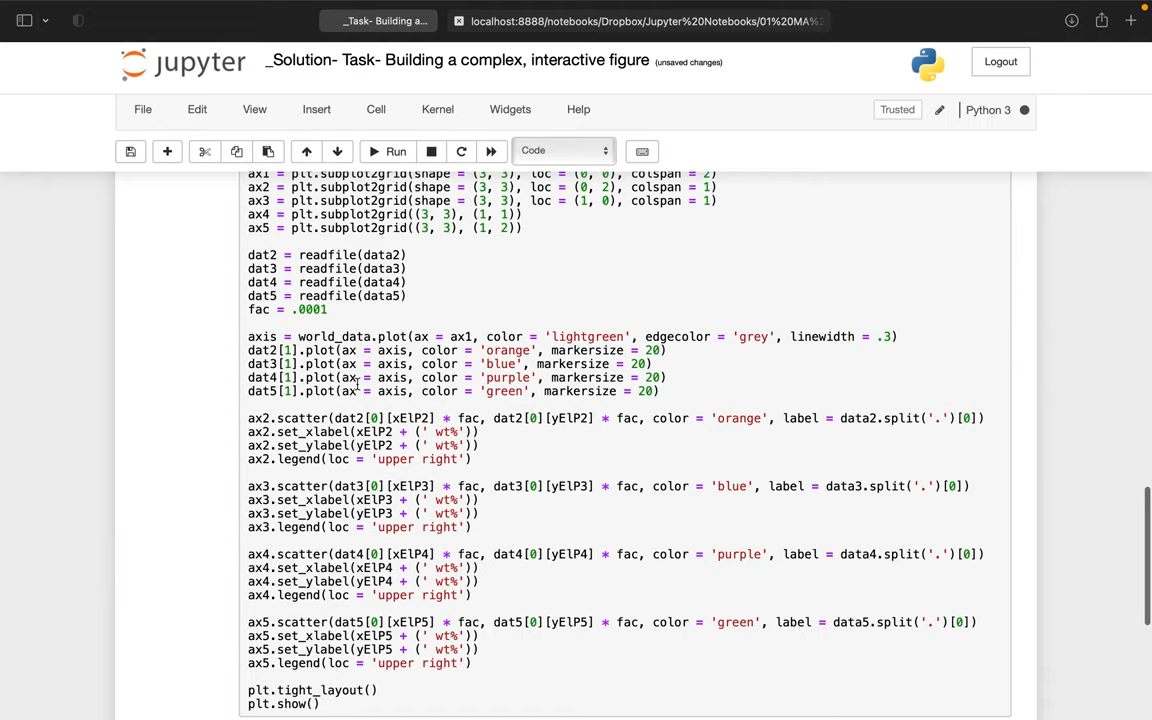 _Task- Building a...
localhost:8888/notebooks/Dropbox/Jupyter%20Notebooks/01%20MA%
jupyter
_Solution- Task- Building a complex, interactive figure (unsaved changes)
Logout
File Edit View Insert Cell Kernel Widgets Help
Trusted
Python 3
Run
Code
ax1 = plt.subplot2grid(shape = (3, 3), loc = (0, 0), colspan = 2)
ax2 = plt.subplot2grid(shape = (3, 3), loc = (0, 2), colspan = 1)
ax3 = plt.subplot2grid(shape = (3, 3), loc = (1, 0), colspan = 1)
ax4 = plt.subplot2grid((3, 3), (1, 1))
ax5 = plt.subplot2grid((3, 3), (1, 2))
dat2 = readfile(data2)
dat3 = readfile(data3)
dat4 = readfile(data4)
dat5 = readfile(data5)
fac = .0001
axis = world_data.plot(ax = ax1, color = 'lightgreen', edgecolor = 'grey', linewidth = .3)
dat2[1].plot(ax = axis, color = 'orange', markersize = 20)
dat3[1].plot(ax = axis, color = 'blue', markersize = 20)
dat4[1].plot(ax = axis, color = 'purple', markersize = 20)
dat5[1].plot(ax = axis, color = 'green', markersize = 20)
ax2.scatter(dat2[0][xElP2] * fac, dat2[0][yElP2] * fac, color = 'orange', label = data2.split('.')[0])
ax2.set_xlabel(xElP2 + (' wt%'))
ax2.set_ylabel(yElP2 + (' wt%'))
ax2.legend(loc = 'upper right')
ax3.scatter(dat3[0][xElP3] * fac, dat3[0][yElP3] * fac, color = 'blue', label = data3.split('.')[0])
ax3.set_xlabel(xElP3 + (' wt%'))
ax3.set_ylabel(yElP3 + (' wt%'))
ax3.legend(loc = 'upper right')
ax4.scatter(dat4[0][xElP4] * fac, dat4[0][yElP4] * fac, color = 'purple', label = data4.split('.')[0])
ax4.set_xlabel(xElP4 + (' wt%'))
ax4.set_ylabel(yElP4 + (' wt%'))
ax4.legend(loc = 'upper right')
ax5.scatter(dat5[0][xElP5] * fac, dat5[0][yElP5] * fac, color = 'green', label = data5.split('.')[0])
ax5.set_xlabel(xElP5 + (' wt%'))
ax5.set_ylabel(yElP5 + (' wt%'))
ax5.legend(loc = 'upper right')
plt.tight_layout()
plt.show()